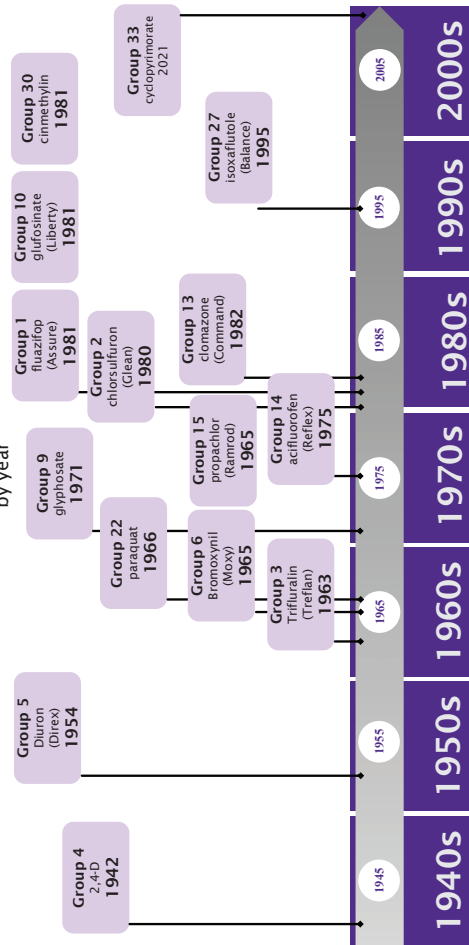 by year
Group 4
2,4-D
1942
Group 5
Diuron
(Direx)
1954
Group 9
glyphosate
1971
Group 22
paraquat
1966
Group 6
Bromoxynil
(Moxy)
1965
Group 3
Trifluralin
(Treflan)
1963
Group 1
fluazifop
(Assure)
1981
Group 2
chlorsulfuron
(Glean)
1980
Group 15
propachlor
(Ramrod)
1965
Group 14
acifluorofen
(Reflex)
1975
Group 10
glufosinate
(Liberty)
1981
Group 13
clomazone
(Command)
1982
Group 30
cinmethylin
1981
Group 27
isoxaflutole
(Balance)
1995
Group 33
cyclopyrimorate
2021
1945
1955
1965
1975
1985
1995
2005
1940s
1950s
1960s
1970s
1980s
1990s
2000s